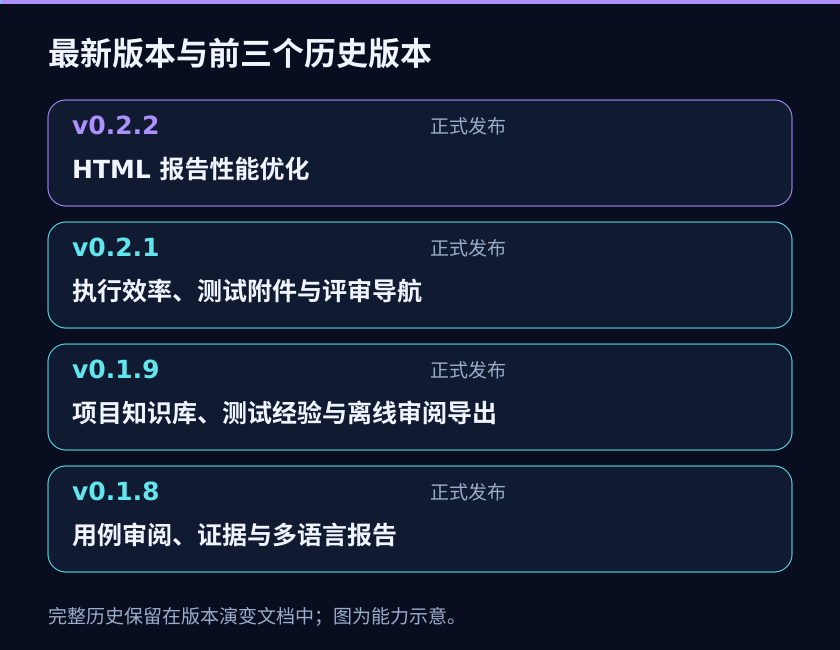 最新版本与前三个历史版本
v0.2.2 正式发布
HTML 报告性能优化
v0.2.1 正式发布
执行效率、测试附件与评审导航
v0.1.9 正式发布
项目知识库、测试经验与离线审阅导出
v0.1.8 正式发布
用例审阅、证据与多语言报告
完整历史保留在版本演变文档中；图为能力示意。